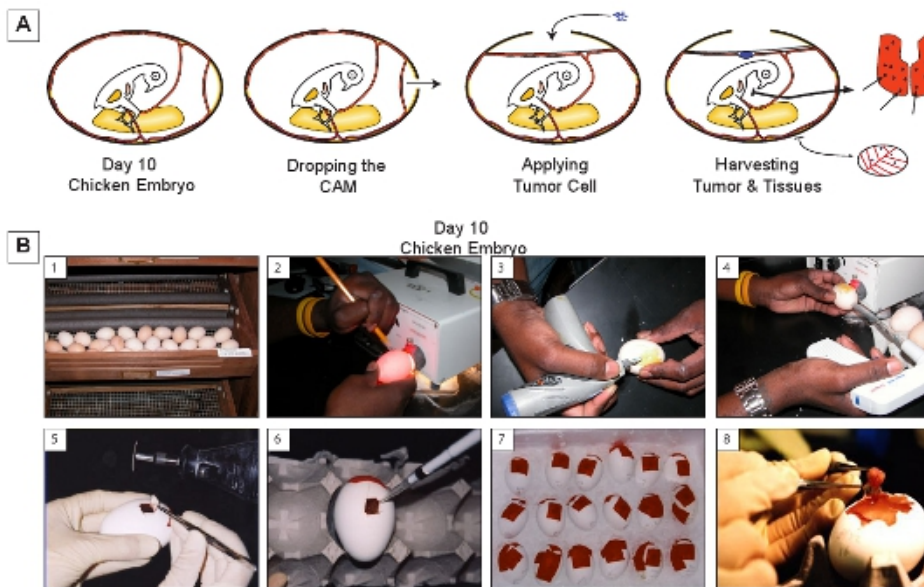 A
Day 10
Chicken Embryo
Dropping the
CAM
Applying
Tumor Cell
Harvesting
Tumor & Tissues
B
Day 10
Chicken Embryo
1
2
3
4
5
6
7
8